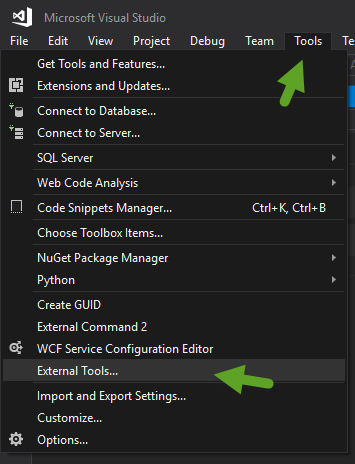 Microsoft Visual Studio
File Edit View Project Debug Team Tools Te
Get Tools and Features...
Extensions and Updates...
Connect to Database...
Connect to Server...
SQL Server
Web Code Analysis
Code Snippets Manager... Ctrl+K, Ctrl+B
Choose Toolbox Items...
NuGet Package Manager
Python
Create GUID
External Command 2
WCF Service Configuration Editor
External Tools...
Import and Export Settings...
Customize...
Options...